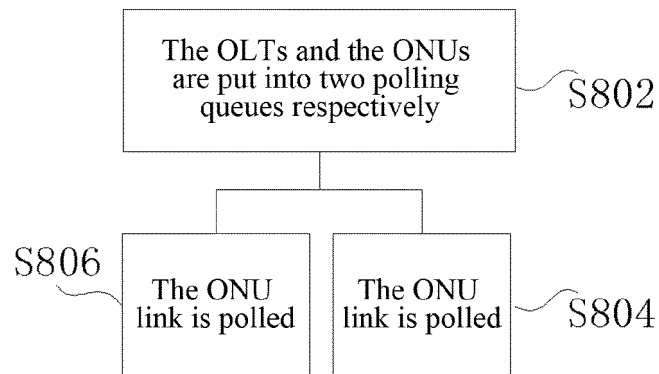 The OLTs and the ONUs
are put into two polling
queues respectively
S802
S806
The ONU
link is polled
The ONU
link is polled
S804